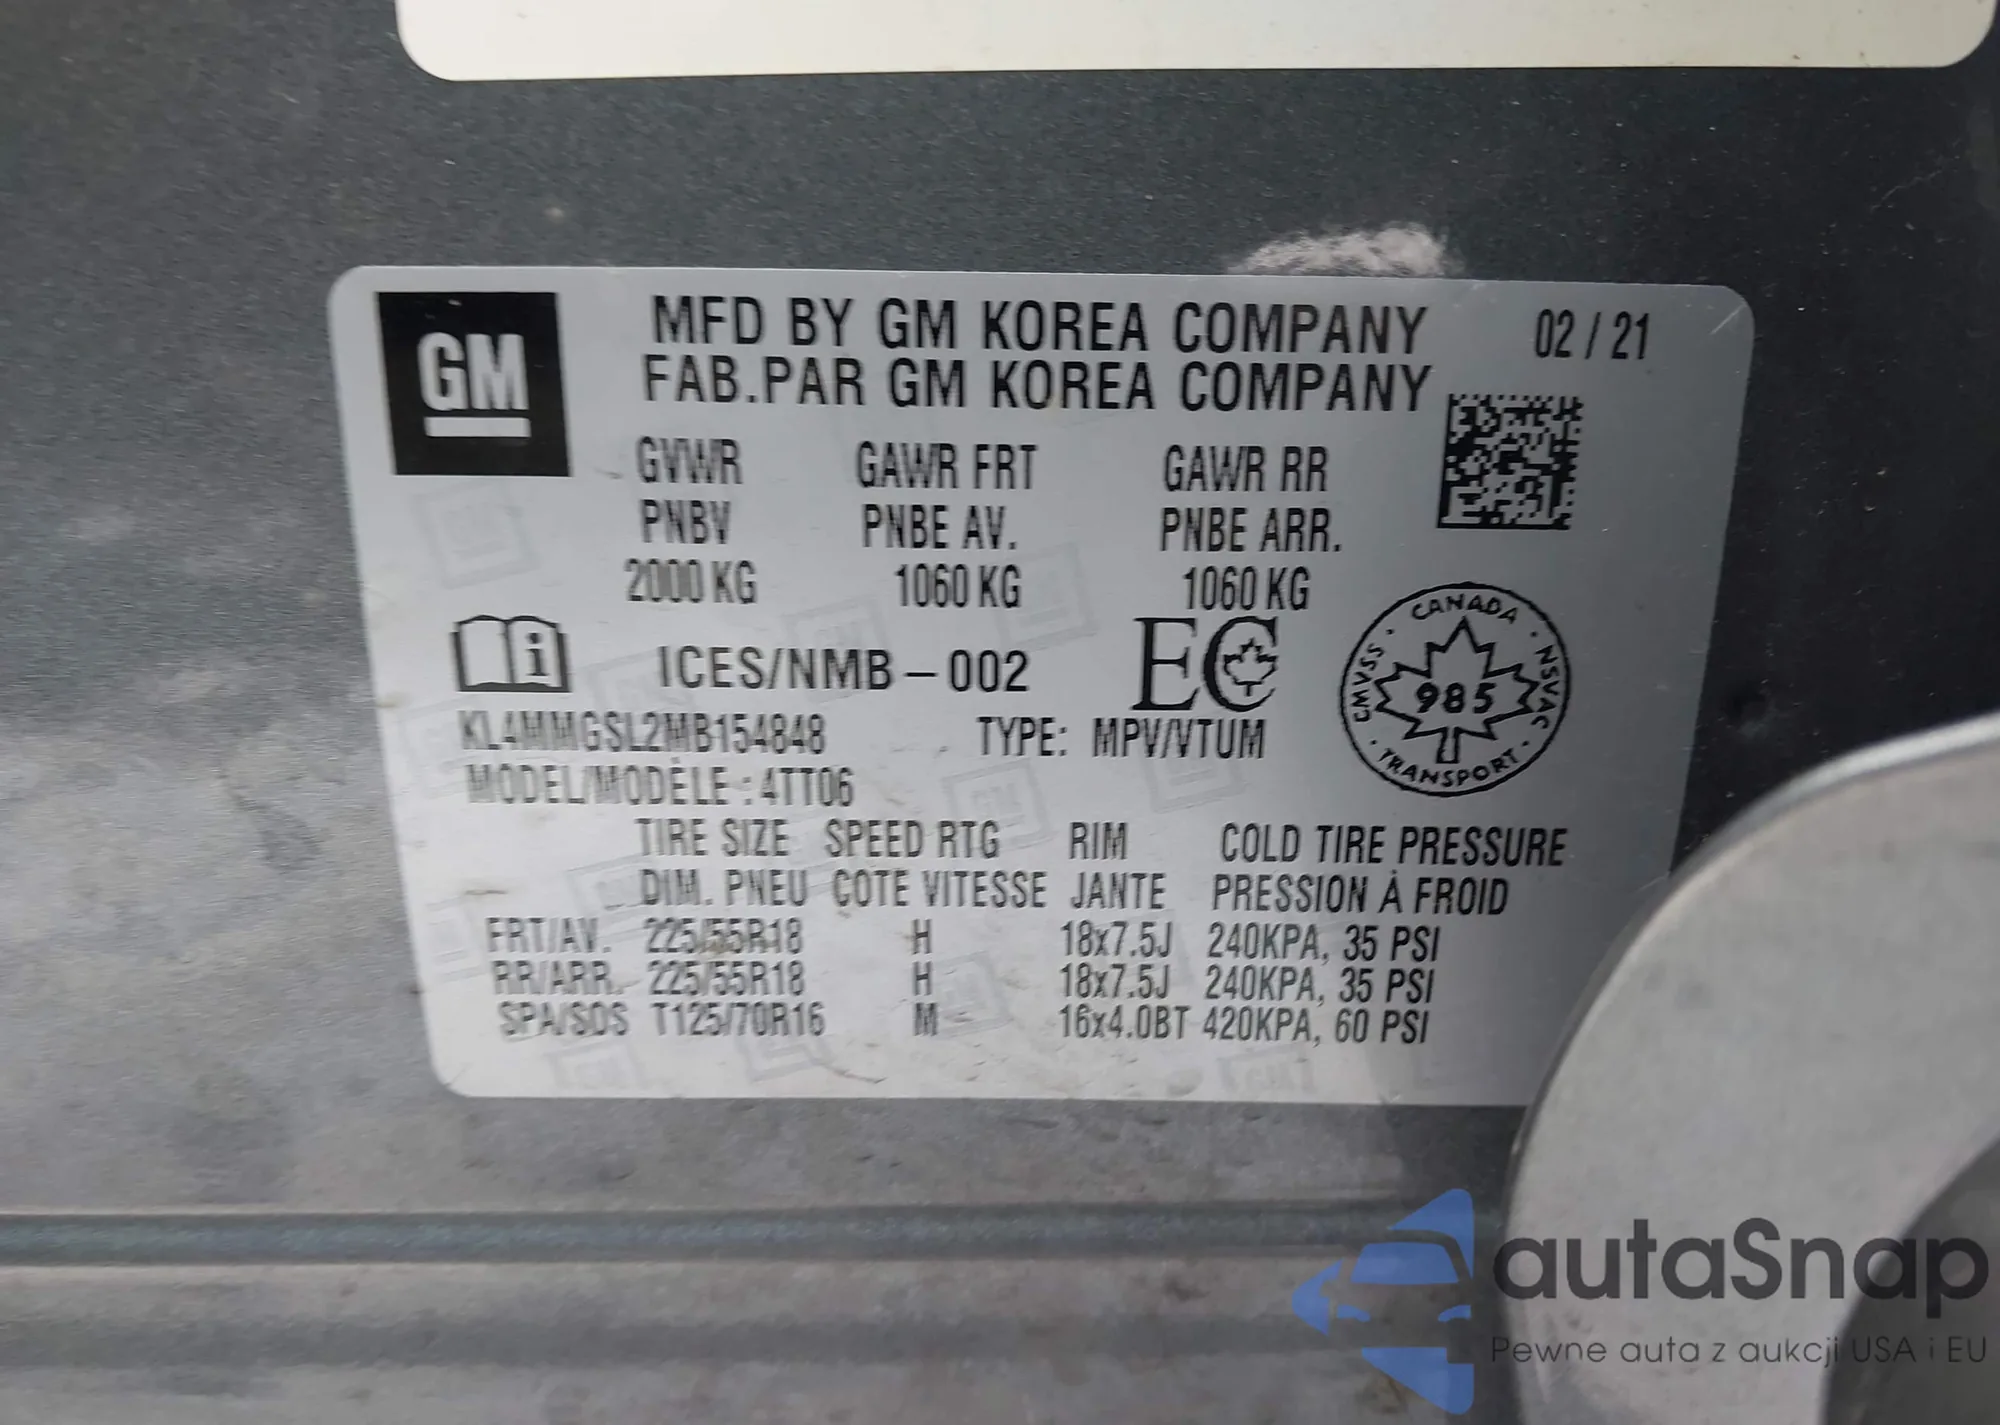 GM
MFD BY GM KOREA COMPANY 02 / 21
FAB.PAR GM KOREA COMPANY
GVWR GAWR FRT GAWR RR
PNBV PNBE AV. PNBE ARR.
2000 KG 1060 KG 1060 KG
i ICES/NMB-002 EC
CANADA · NSVAC · TRANSPORT · CMVSS ·
985
KL4MMGSL2MB154848 TYPE: MPV/VTUM
MODEL/MODÈLE : 4TT06
TIRE SIZE SPEED RTG RIM COLD TIRE PRESSURE
DIM. PNEU COTE VITESSE JANTE PRESSION À FROID
FRT/AV. 225/55R18 H 18x7.5J 240KPA, 35 PSI
RR/ARR. 225/55R18 H 18x7.5J 240KPA, 35 PSI
SPA/SOS T125/70R16 M 16x4.0BT 420KPA, 60 PSI
autaSnap
Pewne auta z aukcji USA i EU